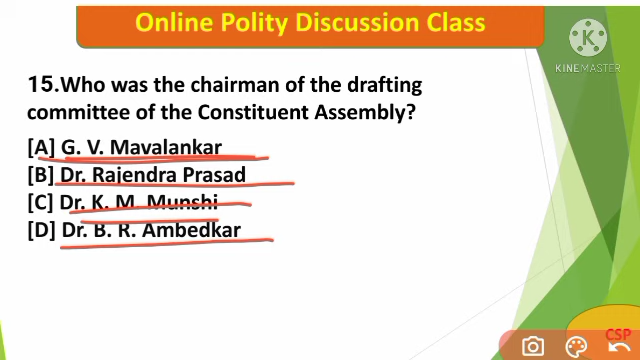 Online Polity Discussion Class
KINEMASTER
15.Who was the chairman of the drafting
committee of the Constituent Assembly?
[A] G. V. Mavalankar
[B] Dr. Rajendra Prasad
[C] Dr. K. M. Munshi
[D] Dr. B. R. Ambedkar
CSP